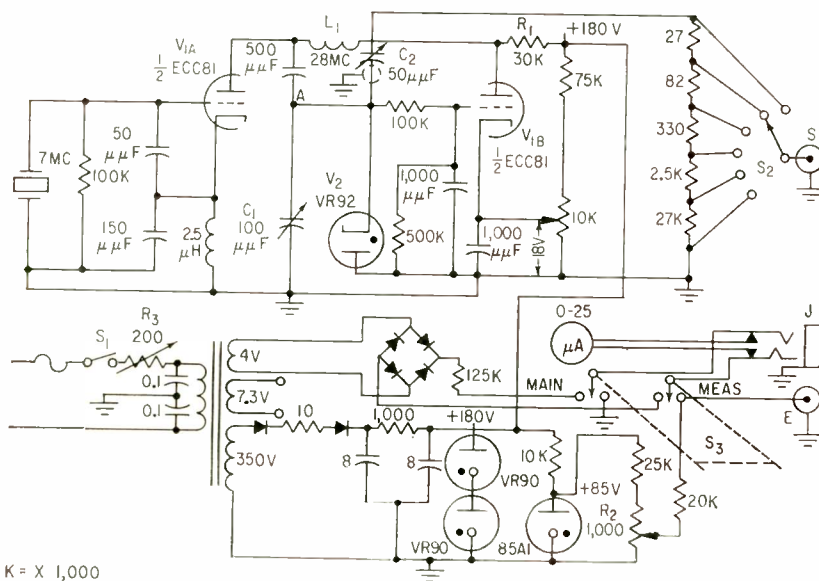 L1
R1
+180 V
V1A
1/2 ECC81
500
μμF
28MC
C2
50μμF
30K
75K
27
82
A
100K
V1B
1/2 ECC81
330
S2
S
7MC
50
μμF
100K
V2
VR92
1,000
μμF
2.5K
150
μμF
2.5
μH
C1
100
μμF
500K
1,000
μμF
18V
10K
27K
S1
R3
200
0.1
0.1
4V
7.3V
350V
10
1,000
125K
0-25
μA
MAIN
MEAS
J
E
S3
+180V
8
8
VR90
VR90
10K
+85V
85A1
25K
R2
1,000
20K
K = X 1,000